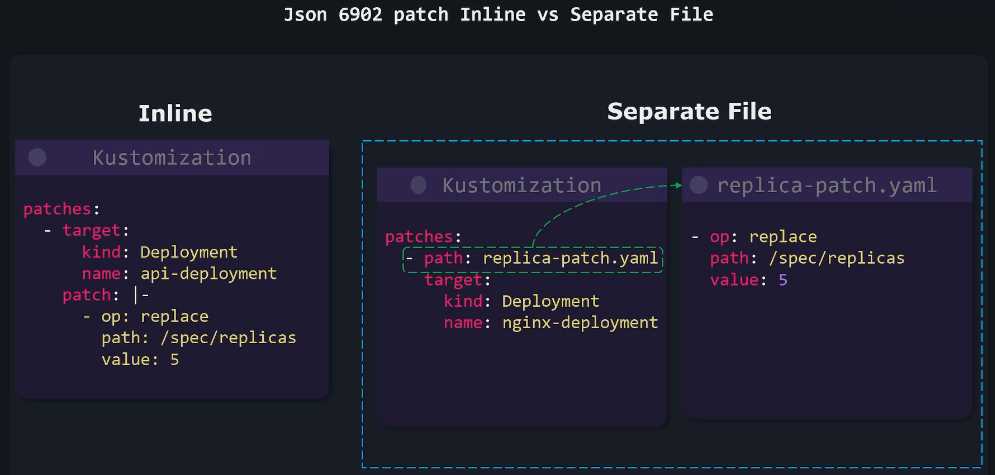 Json 6902 patch Inline vs Separate File
Inline
Kustomization
patches:
  - target:
      kind: Deployment
      name: api-deployment
    patch: |-
      - op: replace
        path: /spec/replicas
        value: 5
Separate File
Kustomization
patches:
  - path: replica-patch.yaml
    target:
      kind: Deployment
      name: nginx-deployment
replica-patch.yaml
- op: replace
  path: /spec/replicas
  value: 5